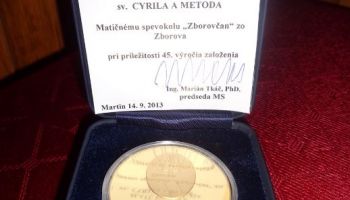 sv. CYRILA A METODA
Matičnému spevokolu „Zborovčan" zo
Zborova
pri príležitosti 45. výročia založenia
Ing. Marián Tkáč, PhD.
predseda MS
Martin 14. 9. 2013